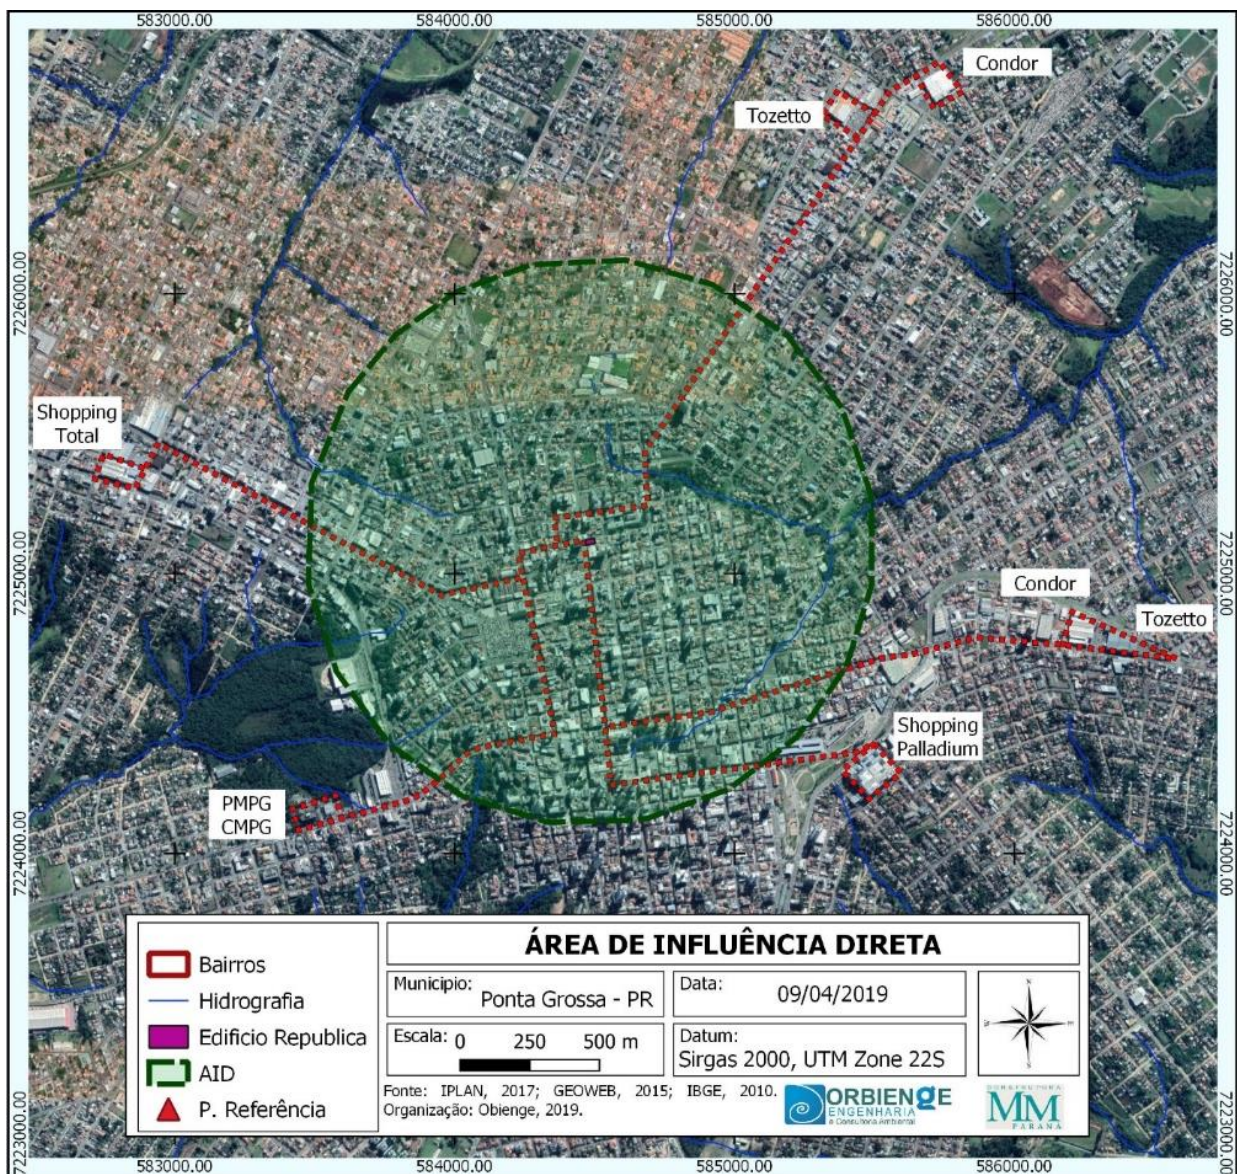 583000.00 584000.00 585000.00 586000.00
Condor
Tozetto
7226000.00
7226000.00
Shopping
Total
7225000.00
7225000.00
Condor
Tozetto
Shopping
Palladium
PMPG
CMPG
7224000.00
7224000.00
Bairros
Hidrografia
Edificio Republica
AID
P. Referência
ÁREA DE INFLUÊNCIA DIRETA
Municipio:
Ponta Grossa - PR
Data:
09/04/2019
Escala: 0 250 500 m
Datum:
Sirgas 2000, UTM Zone 22S
Fonte: IPLAN, 2017; GEOWEB, 2015; IBGE, 2010.
Organização: Obienge, 2019.
ORBIENGE
ENGENHARIA
e Consultoria Ambiental
CONSTRUTORA
MM
PARANÁ
7223000.00
7223000.00
583000.00 584000.00 585000.00 586000.00